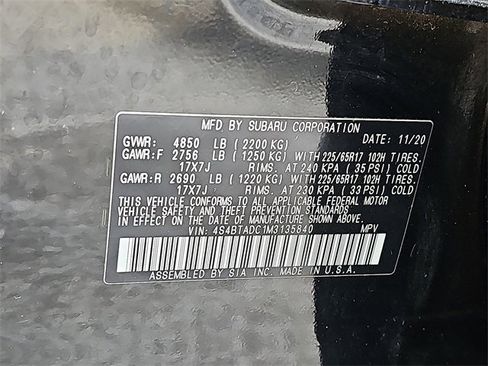 MFD BY SUBARU CORPORATION
GVWR: 4850 LB ( 2200 KG) DATE: 11/20
GAWR:F 2756 LB ( 1250 KG) WITH 225/65R17 102H TIRES.
17X7J RIMS. AT 240 KPA ( 35 PSI) COLD
GAWR:R 2690 LB ( 1220 KG) WITH 225/65R17 102H TIRES.
17X7J RIMS. AT 230 KPA ( 33 PSI) COLD
THIS VEHICLE CONFORMS TO ALL APPLICABLE FEDERAL MOTOR
VEHICLE SAFETY AND BUMPER STANDARDS
IN EFFECT ON THE DATE OF MANUFACTURE SHOWN ABOVE.
VIN: 4S4BTADC1M3135840 MPV
ASSEMBLED BY SIA INC. IN U.S.A.